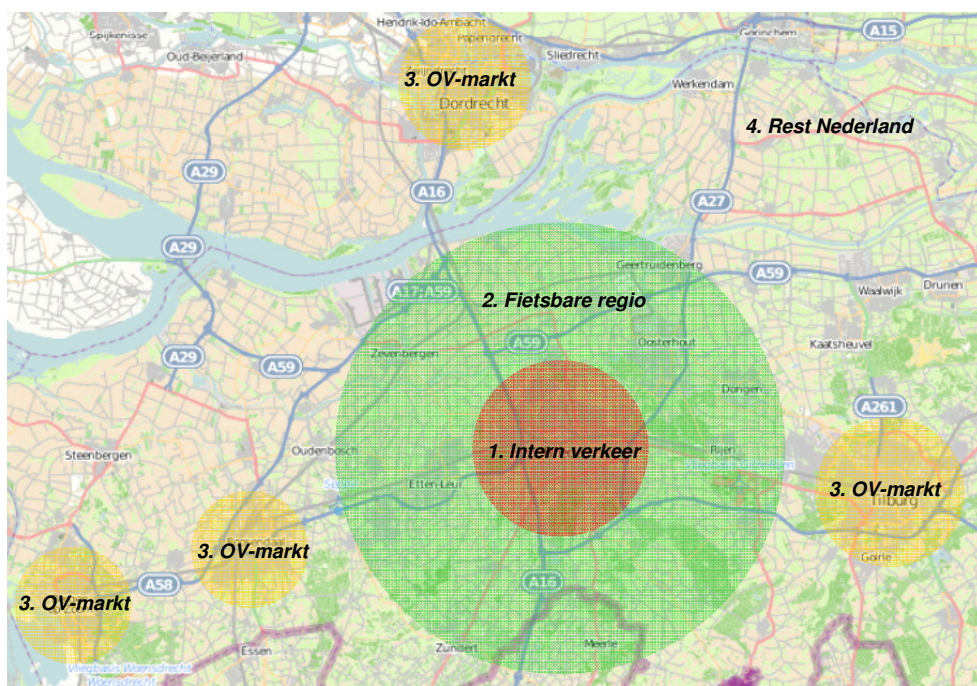 Hendrik-Ido-Ambacht
Spijkenisse
Papendrecht
Gorinchem
A15
Oud-Beijerland
Sliedrecht
3. OV-markt
Dordrecht
Werkendam
4. Rest Nederland
A29
A16
A27
A29
Geertruidenberg
A59
A17;A59
2. Fietsbare regio
Waalwijk
Drunen
A59
A29
Zevenbergen
Oosterhout
Kaatsheuvel
A59
Dongen
A261
Steenbergen
Oudenbosch
1. Intern verkeer
Rijen
Etten-Leur
3. OV-markt
Tilburg
3. OV-markt
Goirle
A58
A16
3. OV-markt
Zundert
Meerle
Essen
Vliegbasis Woensdrecht
Woensdrecht